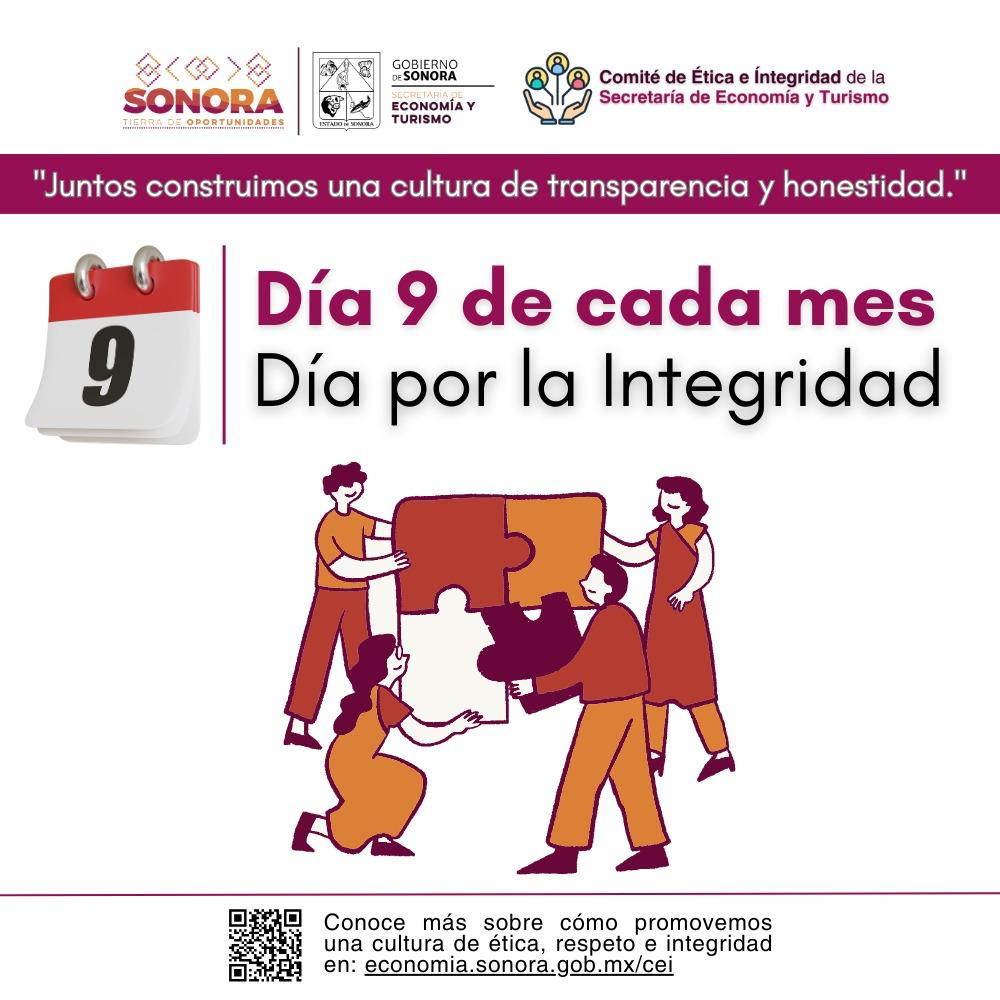 SONORA
TIERRA DE OPORTUNIDADES
ESTADO DE SONORA
GOBIERNO
DE SONORA
SECRETARÍA DE
ECONOMÍA Y
TURISMO
Comité de Ética e Íntegridad de la
Secretaría de Economía y Turismo
"Juntos construimos una cultura de transparencia y honestidad."
9
Día 9 de cada mes
Día por la Integridad
Conoce más sobre cómo promovemos
una cultura de ética, respeto e integridad
en: economia.sonora.gob.mx/cei